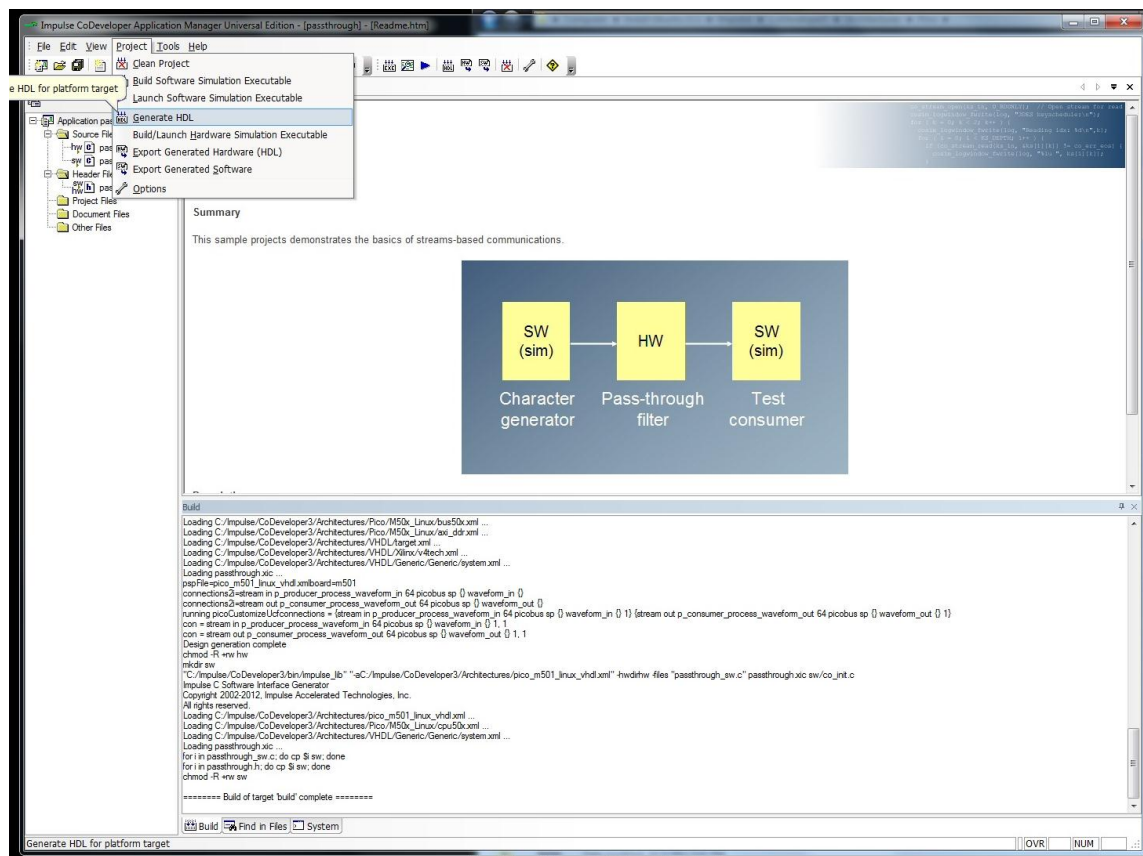 Impulse CoDeveloper Application Manager Universal Edition - [passthrough] - [Readme.htm]
File Edit View Project Tools Help
Clean Project
Build Software Simulation Executable
Launch Software Simulation Executable
Generate HDL
Build/Launch Hardware Simulation Executable
Export Generated Hardware (HDL)
Export Generated Software
Options
e HDL for platform target
Application pas
Source File
hw pas
sw pas
Header File
sw
hw pas
Project Files
Document Files
Other Files
Summary
This sample projects demonstrates the basics of streams-based communications.
SW
(sim)
HW
SW
(sim)
Character
generator
Pass-through
filter
Test
consumer
Build
Loading C:/Impulse/CoDeveloper3/Architectures/Pico/M50x_Linux/bus50x.xml ...
Loading C:/Impulse/CoDeveloper3/Architectures/Pico/M50x_Linux/axi_ddr.xml ...
Loading C:/Impulse/CoDeveloper3/Architectures/VHDL/target.xml ...
Loading C:/Impulse/CoDeveloper3/Architectures/VHDL/Xilinx/v4tech.xml ...
Loading C:/Impulse/CoDeveloper3/Architectures/VHDL/Generic/Generic/system.xml ...
Loading passthrough.xic ...
pspFile=pico_m501_linux_vhdl.xmlboard=m501
connections2i=stream in p_producer_process_waveform_in 64 picobus sp {} waveform_in {}
connections2i=stream out p_consumer_process_waveform_out 64 picobus sp {} waveform_out {}
running picoCustomizeUcfconnections = {stream in p_producer_process_waveform_in 64 picobus sp {} waveform_in {} 1} {stream out p_consumer_process_waveform_out 64 picobus sp {} waveform_out {} 1}
con = stream in p_producer_process_waveform_in 64 picobus sp {} waveform_in {} 1, 1
con = stream out p_consumer_process_waveform_out 64 picobus sp {} waveform_out {} 1, 1
Design generation complete
chmod -R +rw hw
mkdir sw
"C:/Impulse/CoDeveloper3/bin/impulse_lib" "-aC:/Impulse/CoDeveloper3/Architectures/pico_m501_linux_vhdl.xml" -hwdirhw -files "passthrough_sw.c" passthrough.xic sw/co_init.c
Impulse C Software Interface Generator
Copyright 2002-2012, Impulse Accelerated Technologies, Inc.
All rights reserved.
Loading C:/Impulse/CoDeveloper3/Architectures/pico_m501_linux_vhdl.xml ...
Loading C:/Impulse/CoDeveloper3/Architectures/Pico/M50x_Linux/cpu50x.xml ...
Loading C:/Impulse/CoDeveloper3/Architectures/VHDL/Generic/Generic/system.xml ...
Loading passthrough.xic ...
for i in passthrough_sw.c; do cp $i sw; done
for i in passthrough.h; do cp $i sw; done
chmod -R +rw sw
======== Build of target 'build' complete ========
Build Find in Files System
Generate HDL for platform target OVR NUM